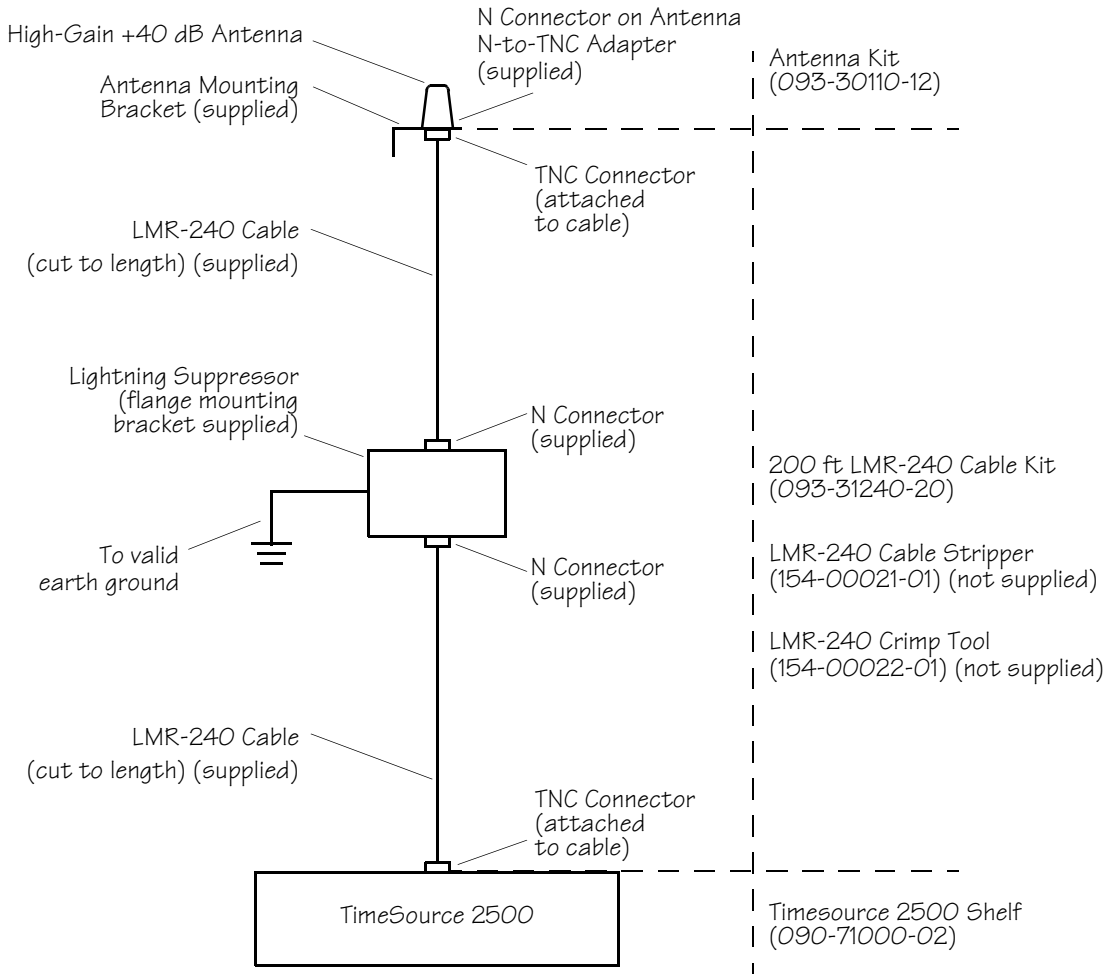 High-Gain +40 dB Antenna
N Connector on Antenna
N-to-TNC Adapter
(supplied)
Antenna Kit
(093-30110-12)
Antenna Mounting
Bracket (supplied)
TNC Connector
(attached
to cable)
LMR-240 Cable
(cut to length) (supplied)
Lightning Suppressor
(flange mounting
bracket supplied)
N Connector
(supplied)
200 ft LMR-240 Cable Kit
(093-31240-20)
To valid
earth ground
N Connector
(supplied)
LMR-240 Cable Stripper
(154-00021-01) (not supplied)
LMR-240 Crimp Tool
(154-00022-01) (not supplied)
LMR-240 Cable
(cut to length) (supplied)
TNC Connector
(attached
to cable)
TimeSource 2500
Timesource 2500 Shelf
(090-71000-02)